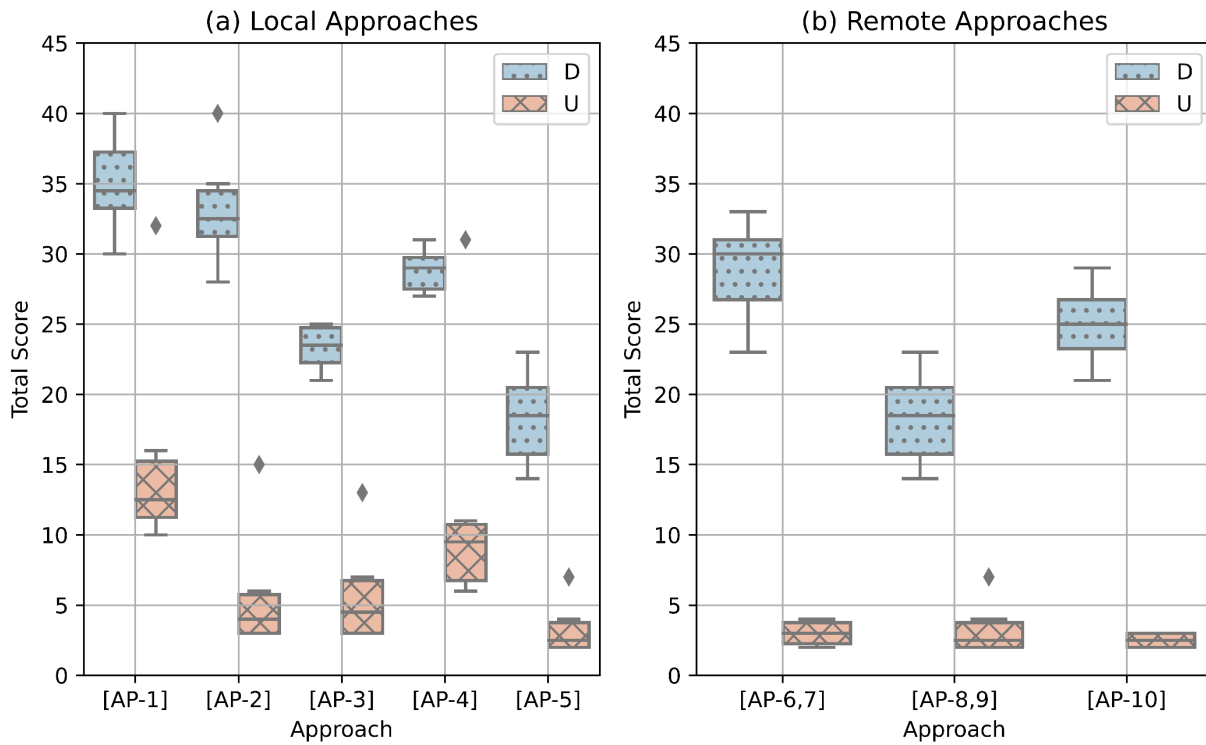 (a) Local Approaches
45
40
35
30
25
20
15
10
5
0
Total Score
D
U
[AP-1] [AP-2] [AP-3] [AP-4] [AP-5]
Approach
(b) Remote Approaches
45
40
35
30
25
20
15
10
5
0
Total Score
D
U
[AP-6,7] [AP-8,9] [AP-10]
Approach